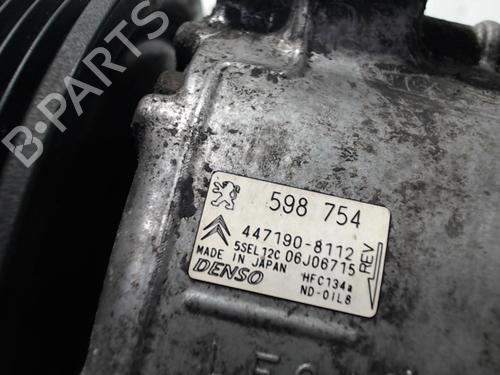 B-PARTS
598 754
447190-8112
5SEL12C 06J06715
MADE IN JAPAN HFC134a
DENSO ND-OIL8
REV